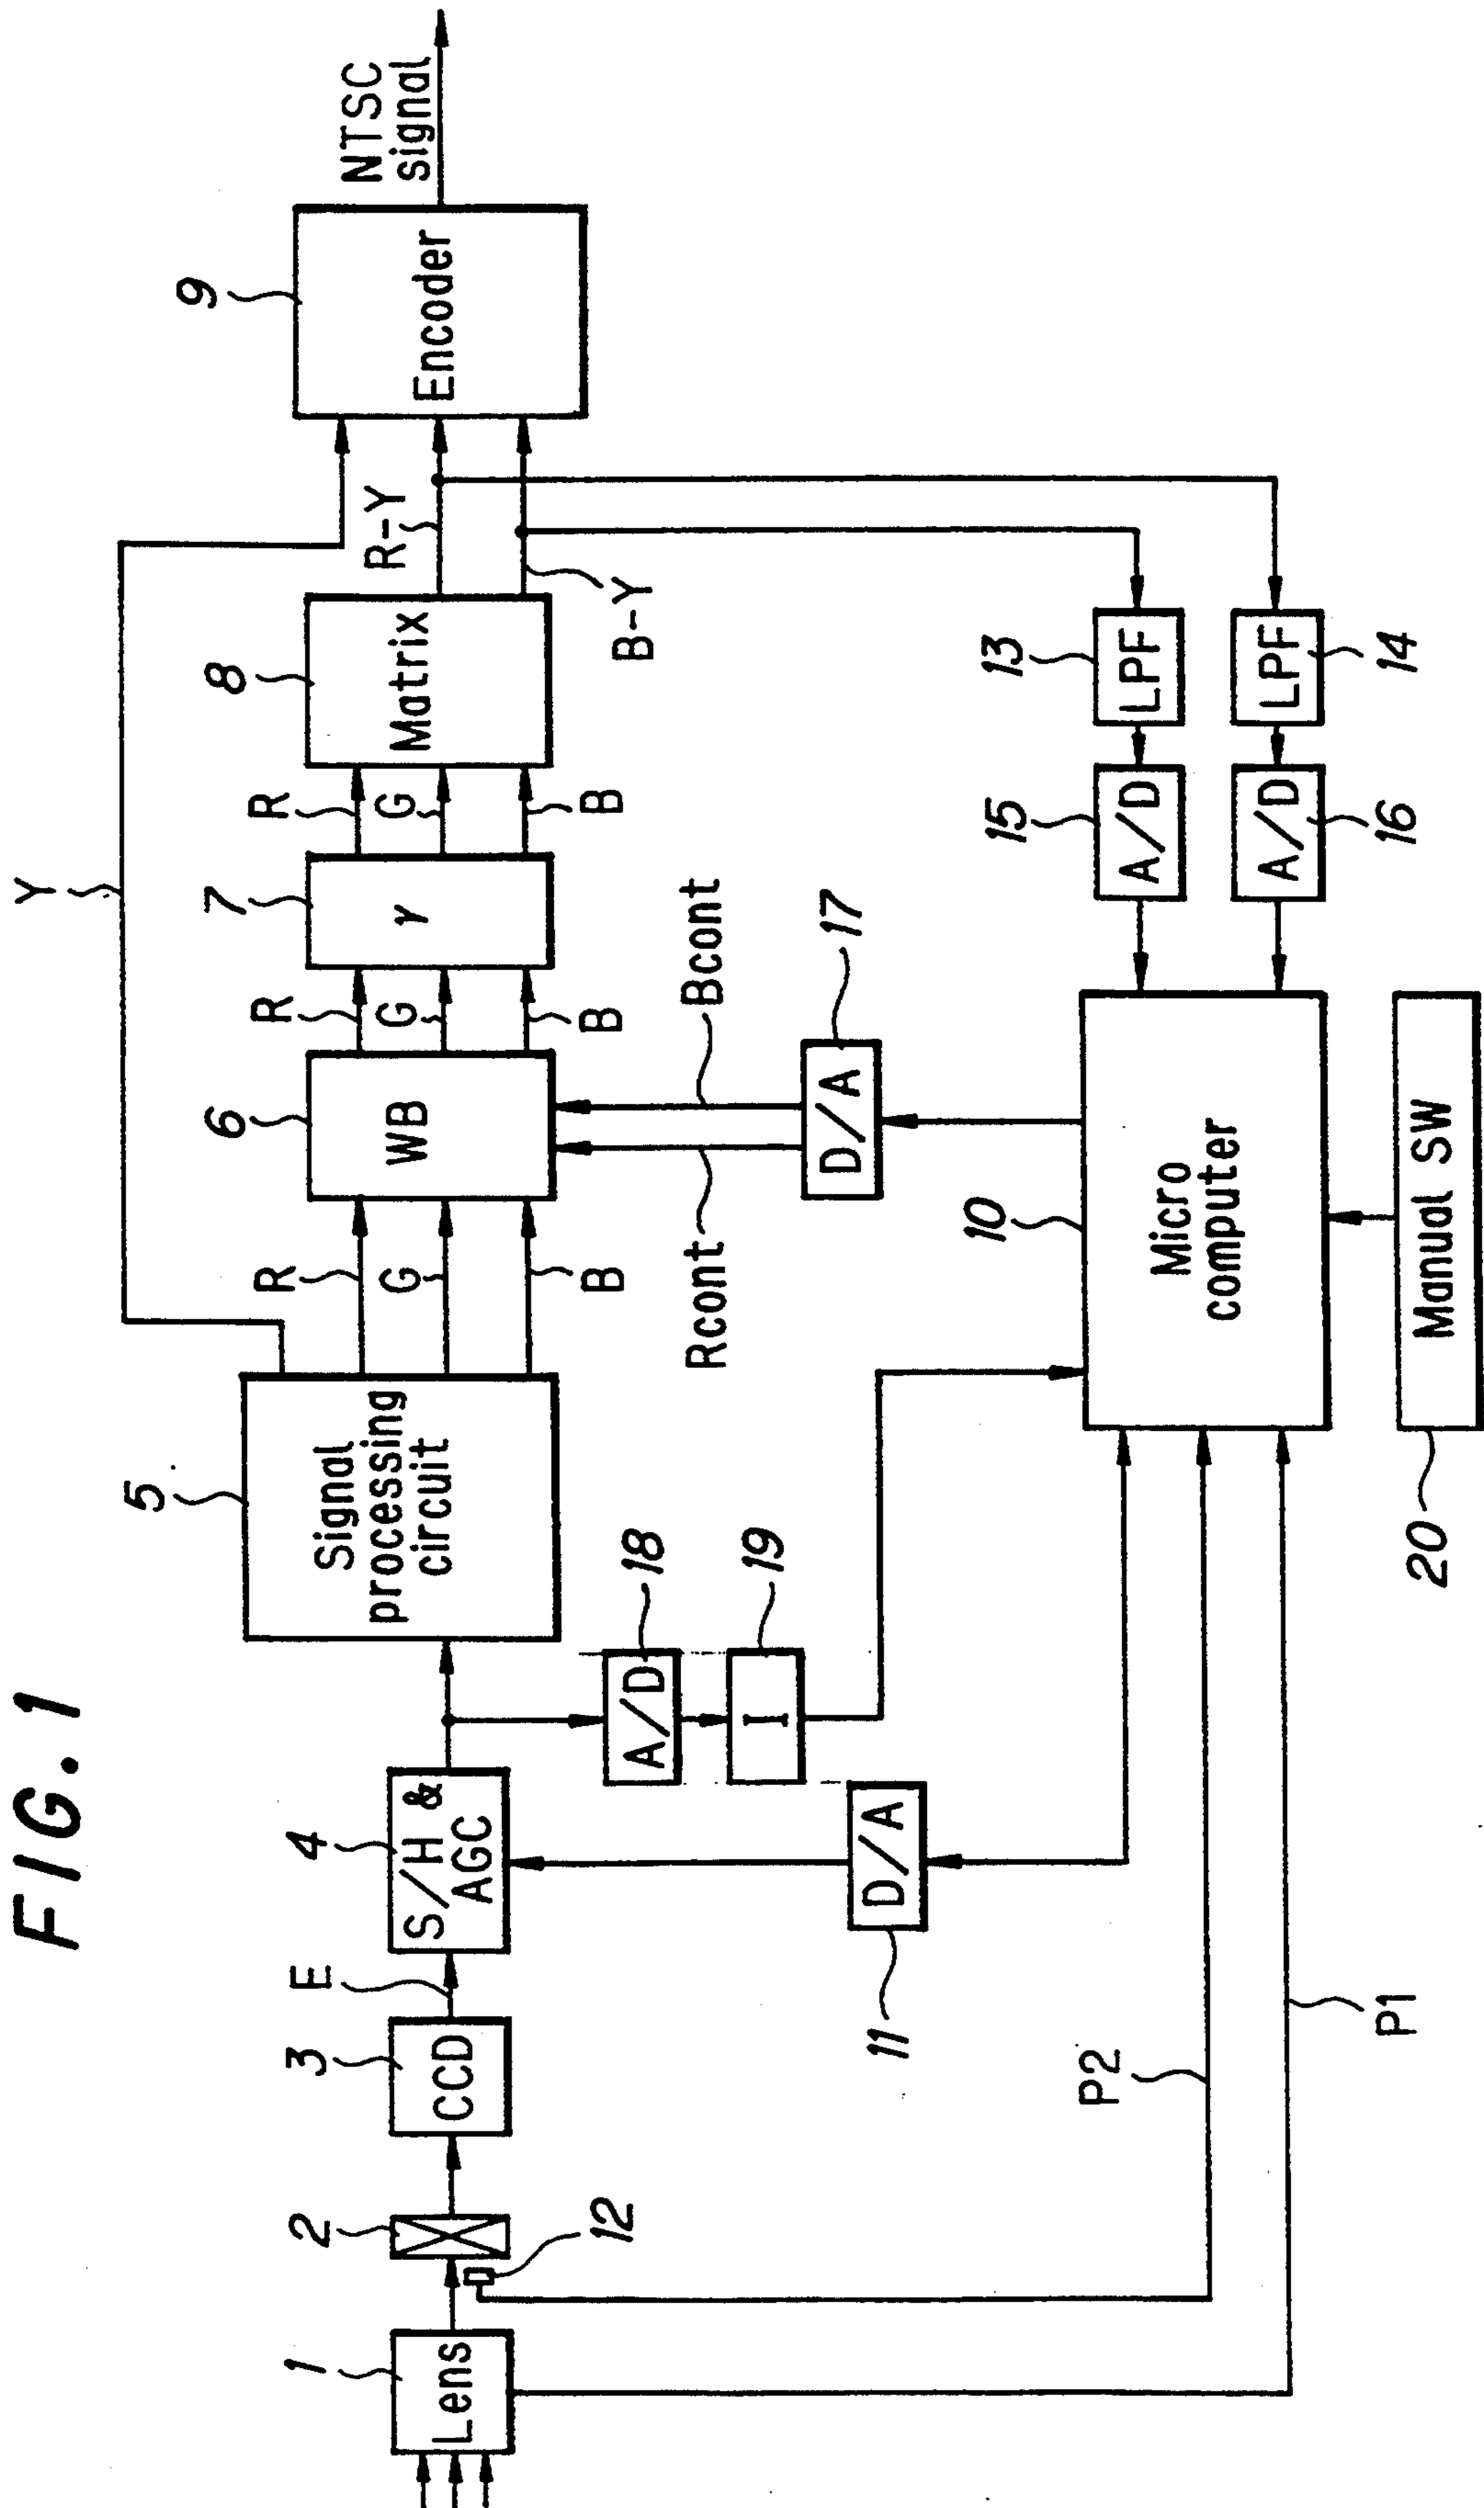 FIG. 1
Y
1
Lens
2
12
3
CCD
E
4
S/H &
AGC
5
Signal
processing
circuit
R
G
B
6
WB
R
G
B
7
γ
R
G
B
8
Matrix
R-Y
B-Y
9
Encoder
NTSC
signal
18
A/D
19
I
11
D/A
Rcont
Bcont
17
D/A
13
LPF
14
LPF
15
A/D
16
A/D
10
Micro
computer
P2
P1
20
Manual SW